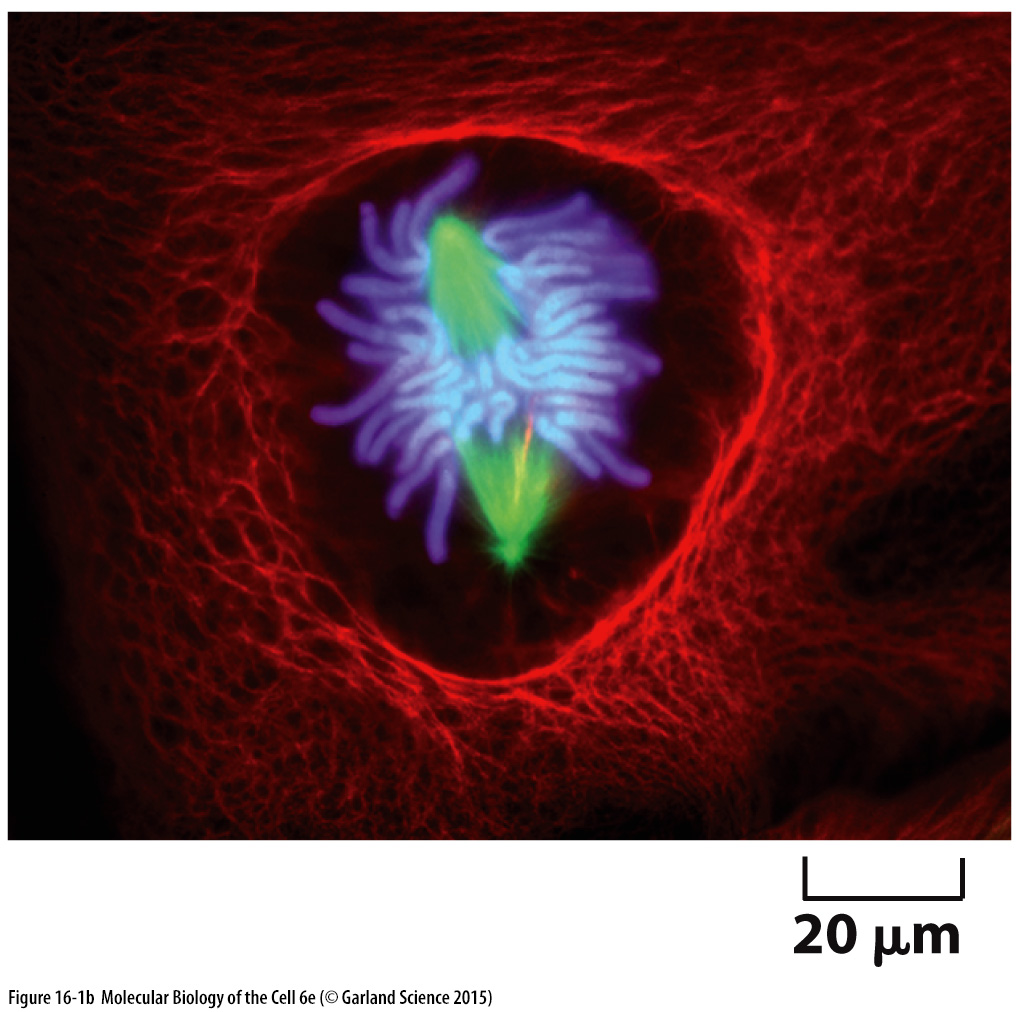 20 μm
Figure 16-1b Molecular Biology of the Cell 6e (© Garland Science 2015)